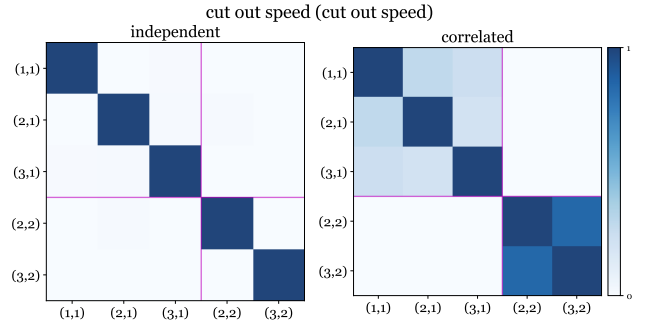 cut out speed (cut out speed)
independent
correlated
(1,1)
(2,1)
(3,1)
(2,2)
(3,2)
(1,1) (2,1) (3,1) (2,2) (3,2)
(1,1)
(2,1)
(3,1)
(2,2)
(3,2)
(1,1) (2,1) (3,1) (2,2) (3,2)
1
0